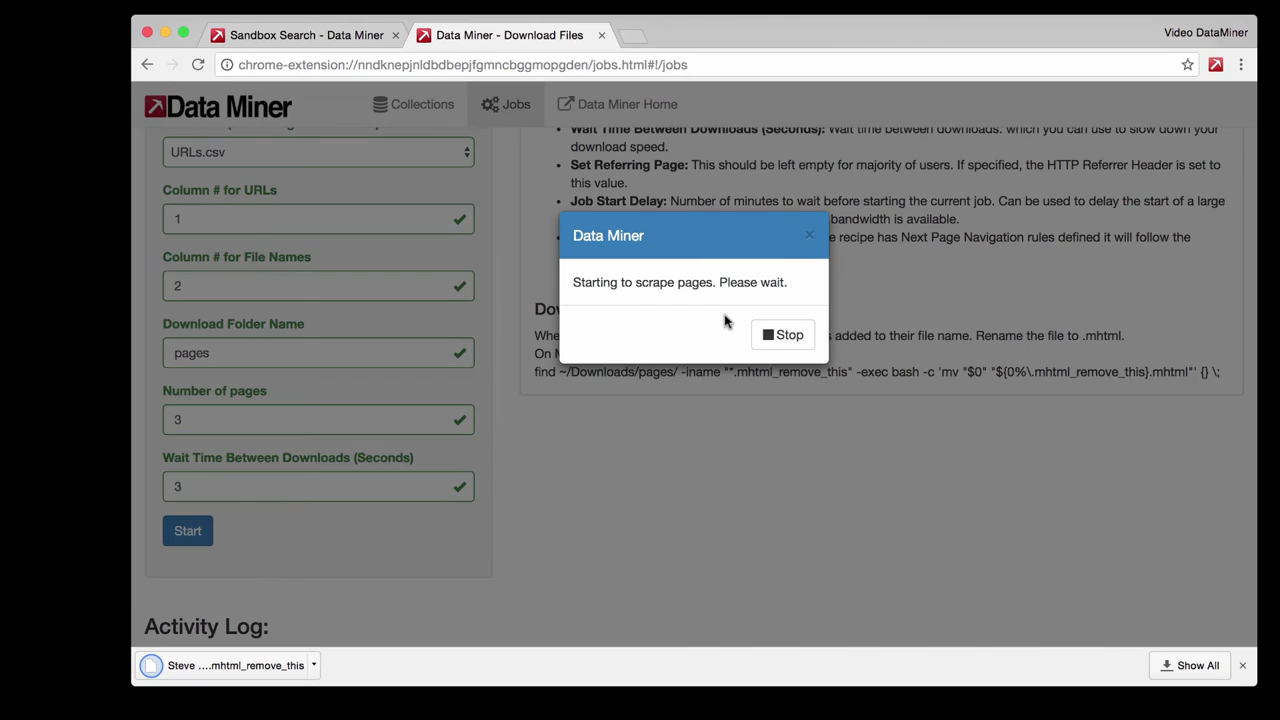 Sandbox Search - Data Miner
Data Miner - Download Files
Video DataMiner
chrome-extension://nndknepjnldbdbepjfgmncbggmopgden/jobs.html#!/jobs
Data Miner
Collections
Jobs
Data Miner Home
URLs.csv
Column # for URLs
1
Column # for File Names
2
Download Folder Name
pages
Number of pages
3
Wait Time Between Downloads (Seconds)
3
Start
Wait Time Between Downloads (Seconds): Wait time between downloads. which you can use to slow down your
download speed.
Set Referring Page: This should be left empty for majority of users. If specified, the HTTP Referrer Header is set to
this value.
Job Start Delay: Number of minutes to wait before starting the current job. Can be used to delay the start of a large
bandwidth is available.
e recipe has Next Page Navigation rules defined it will follow the
Data Miner
Starting to scrape pages. Please wait.
Stop
added to their file name. Rename the file to .mhtml.
On
find ~/Downloads/pages/ -iname "*.mhtml_remove_this" -exec bash -c 'mv "$0" "${0%\.mhtml_remove_this}.mhtml"' {} \;
Activity Log:
Steve ....mhtml_remove_this
Show All